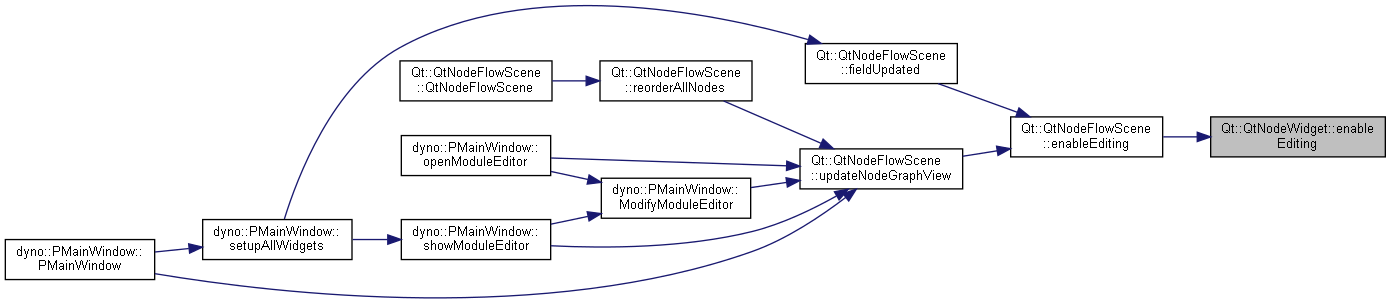 Qt::QtNodeFlowScene
::fieldUpdated
Qt::QtNodeFlowScene
::QtNodeFlowScene
Qt::QtNodeFlowScene
::reorderAllNodes
Qt::QtNodeFlowScene
::enableEditing
Qt::QtNodeWidget::enable
Editing
dyno::PMainWindow::
openModuleEditor
Qt::QtNodeFlowScene
::updateNodeGraphView
dyno::PMainWindow::
ModifyModuleEditor
dyno::PMainWindow::
setupAllWidgets
dyno::PMainWindow::
showModuleEditor
dyno::PMainWindow::
PMainWindow